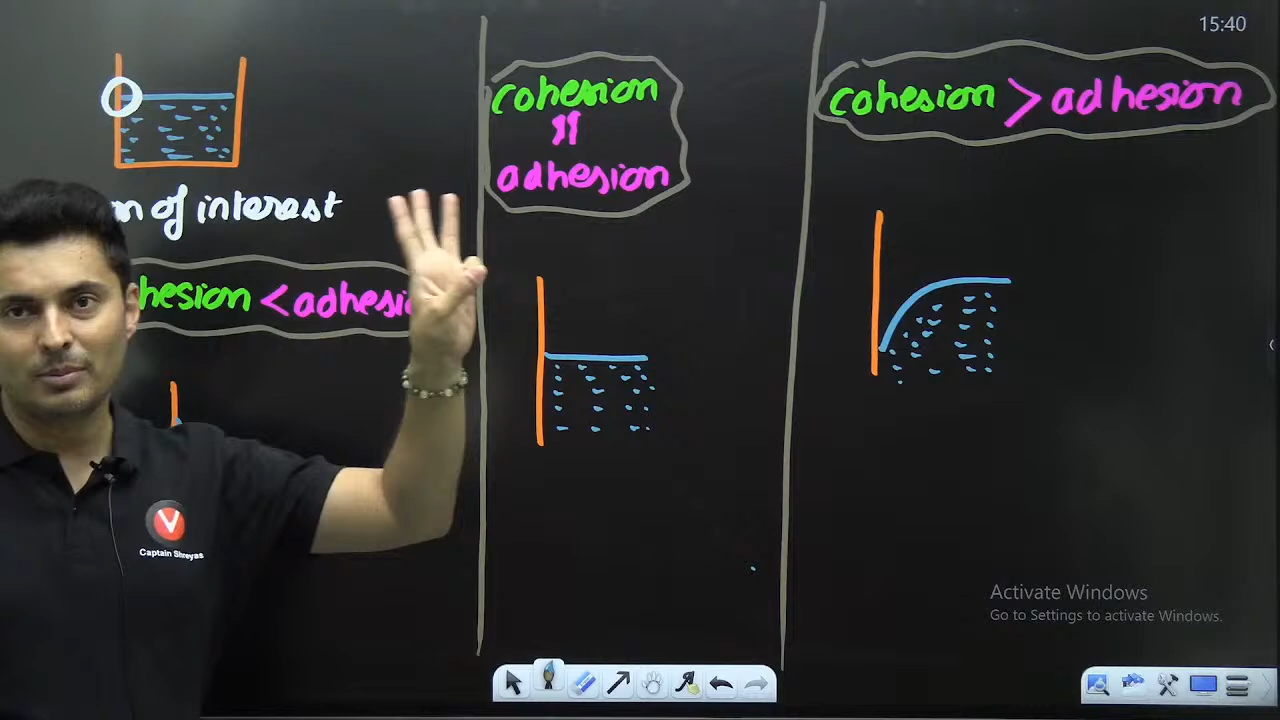 15:40
cohesion
=
adhesion
cohesion > adhesion
of interest
hesion < adhesi
V
Captain Shreyas
Activate Windows
Go to Settings to activate Windows.